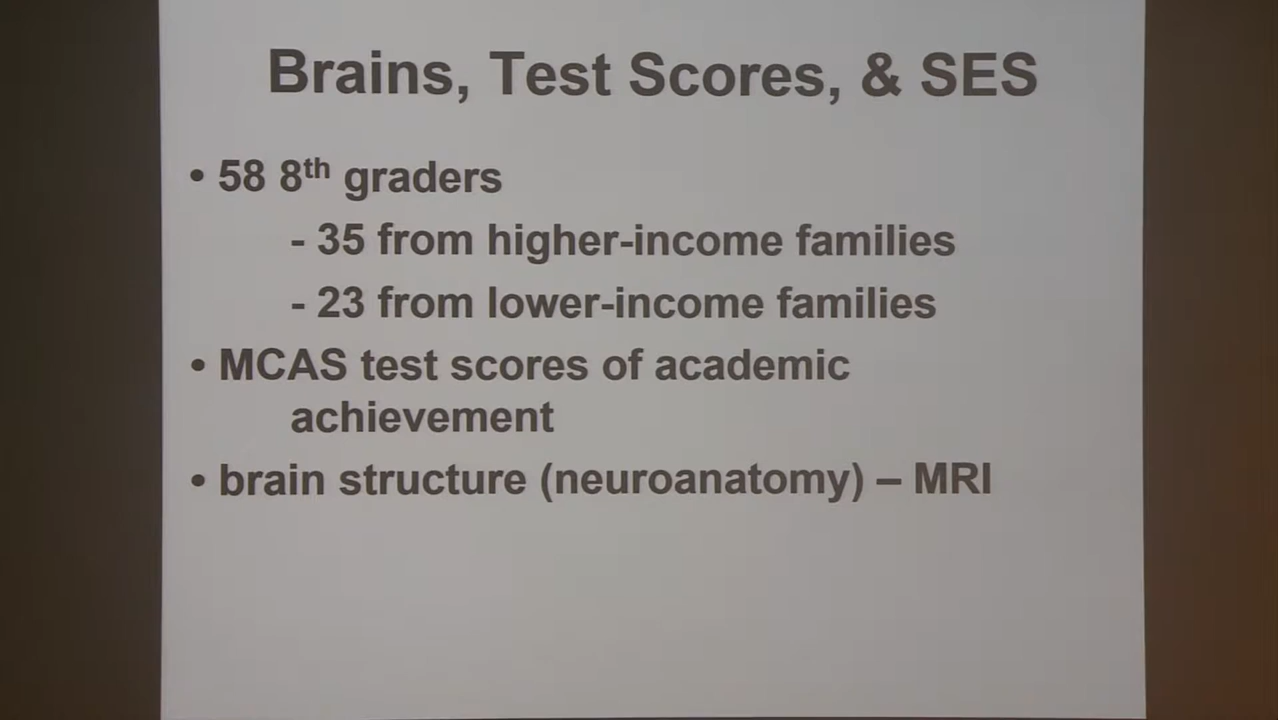 Brains, Test Scores, & SES
• 58 8th graders
- 35 from higher-income families
- 23 from lower-income families
• MCAS test scores of academic
achievement
• brain structure (neuroanatomy) – MRI